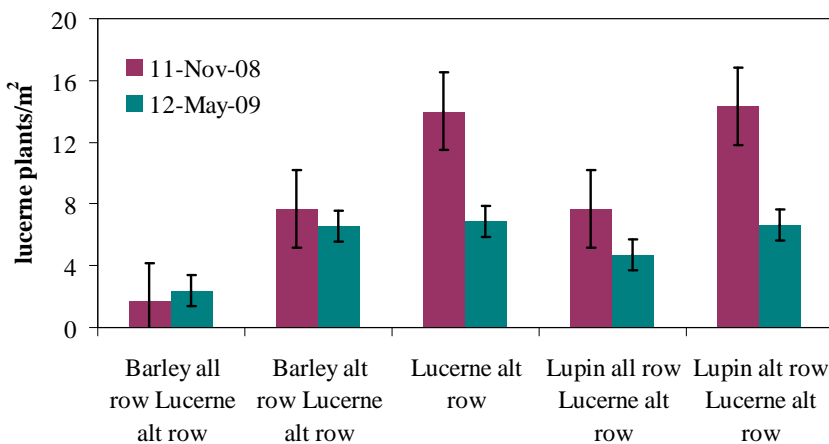 lucerne plants/m²
20
16
12
8
4
0
11-Nov-08
12-May-09
Barley all
row Lucerne
alt row
Barley alt
row Lucerne
alt row
Lucerne alt
row
Lupin all row
Lucerne alt
row
Lupin alt row
Lucerne alt
row